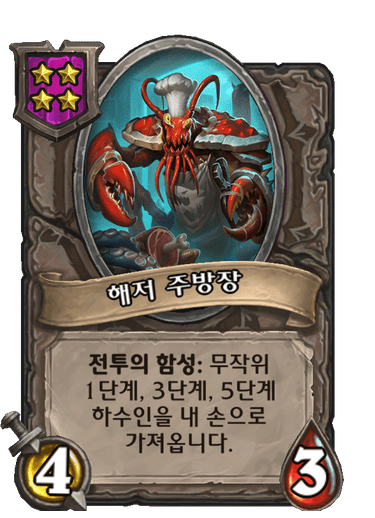 해저 주방장
전투의 함성: 무작위
1단계, 3단계, 5단계
하수인을 내 손으로
가져옵니다.
4
3